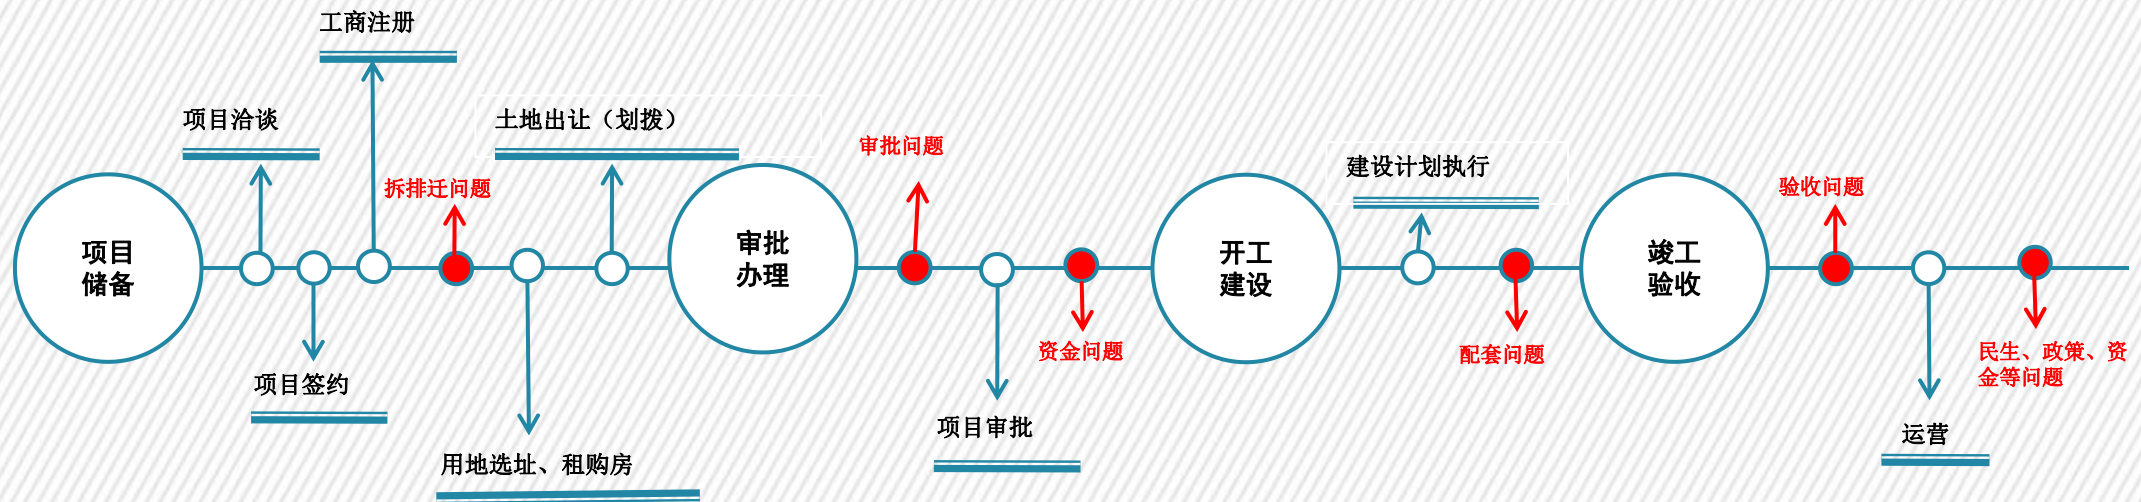 工商注册
项目洽谈
土地出让（划拨）
审批问题
建设计划执行
拆排迁问题
验收问题
项目
储备
审批
办理
开工
建设
竣工
验收
资金问题
配套问题
民生、政策、资
金等问题
项目签约
项目审批
运营
用地选址、租购房